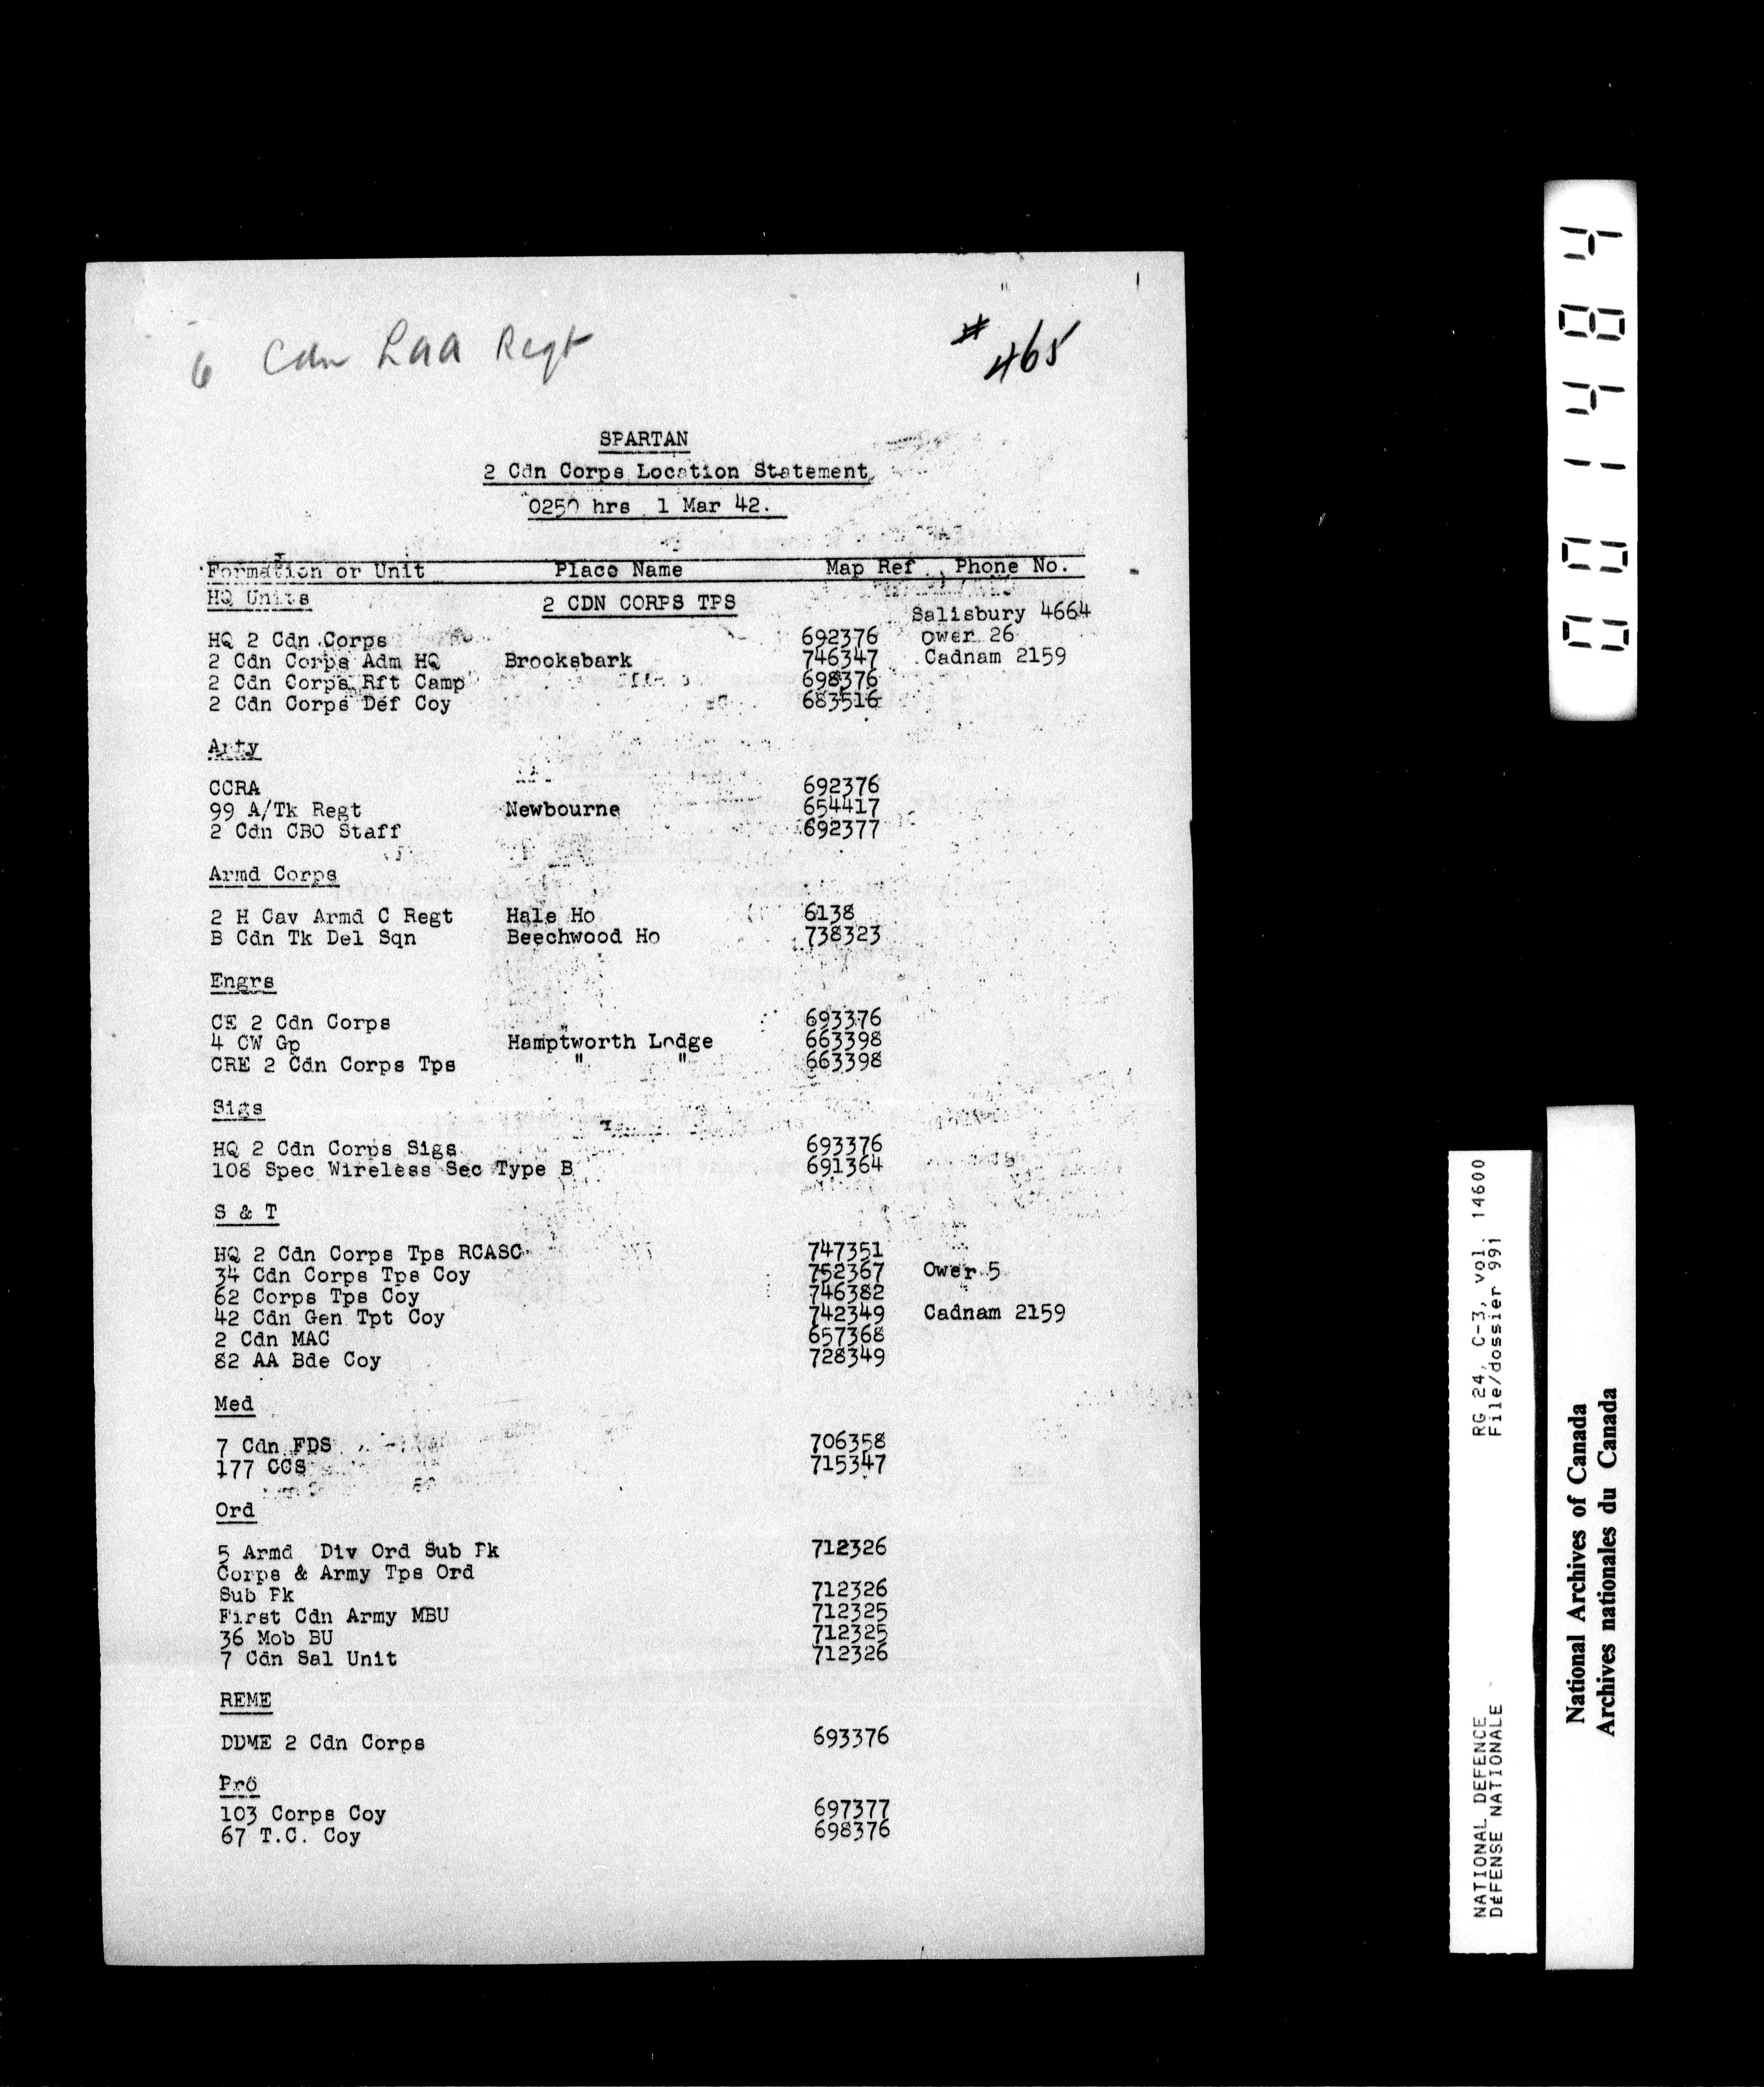 6 Cdn Laa Regt
# 465
SPARTAN
2 Cdn Corps Location Statement
0250 hrs 1 Mar 42.
Formation or Unit Place Name Map Ref Phone No.
HQ Units 2 CDN CORPS TPS
Salisbury 4664
HQ 2 Cdn Corps 692376 Ower 26
2 Cdn Corps Adm HQ Brooksbark 746347 Cadnam 2159
2 Cdn Corps Rft Camp 698376
2 Cdn Corps Def Coy 683516
Arty
CCRA 692376
99 A/Tk Regt Newbourne 654417
2 Cdn CBO Staff 692377
Armd Corps
2 H Cav Armd C Regt Hale Ho 6138
B Cdn Tk Del Sqn Beechwood Ho 738323
Engrs
CE 2 Cdn Corps 693376
4 CW Gp Hamptworth Lodge 663398
CRE 2 Cdn Corps Tps " " 663398
Sigs
HQ 2 Cdn Corps Sigs 693376
108 Spec Wireless Sec Type B 691364
S & T
HQ 2 Cdn Corps Tps RCASC 747351
34 Cdn Corps Tps Coy 752367 Ower 5
62 Corps Tps Coy 746382
42 Cdn Gen Tpt Coy 742349 Cadnam 2159
2 Cdn MAC 657368
82 AA Bde Coy 728349
Med
7 Cdn FDS 706358
177 CCS 715347
Ord
5 Armd Div Ord Sub Pk 712326
Corps & Army Tps Ord
Sub Pk 712326
First Cdn Army MBU 712325
36 Mob BU 712325
7 Cdn Sal Unit 712326
REME
DDME 2 Cdn Corps 693376
Pro
103 Corps Coy 697377
67 T.C. Coy 698376
001484
NATIONAL DEFENCE RG 24, C-3, vol. 14600
DÉFENSE NATIONALE File/dossier 991
National Archives of Canada
Archives nationales du Canada